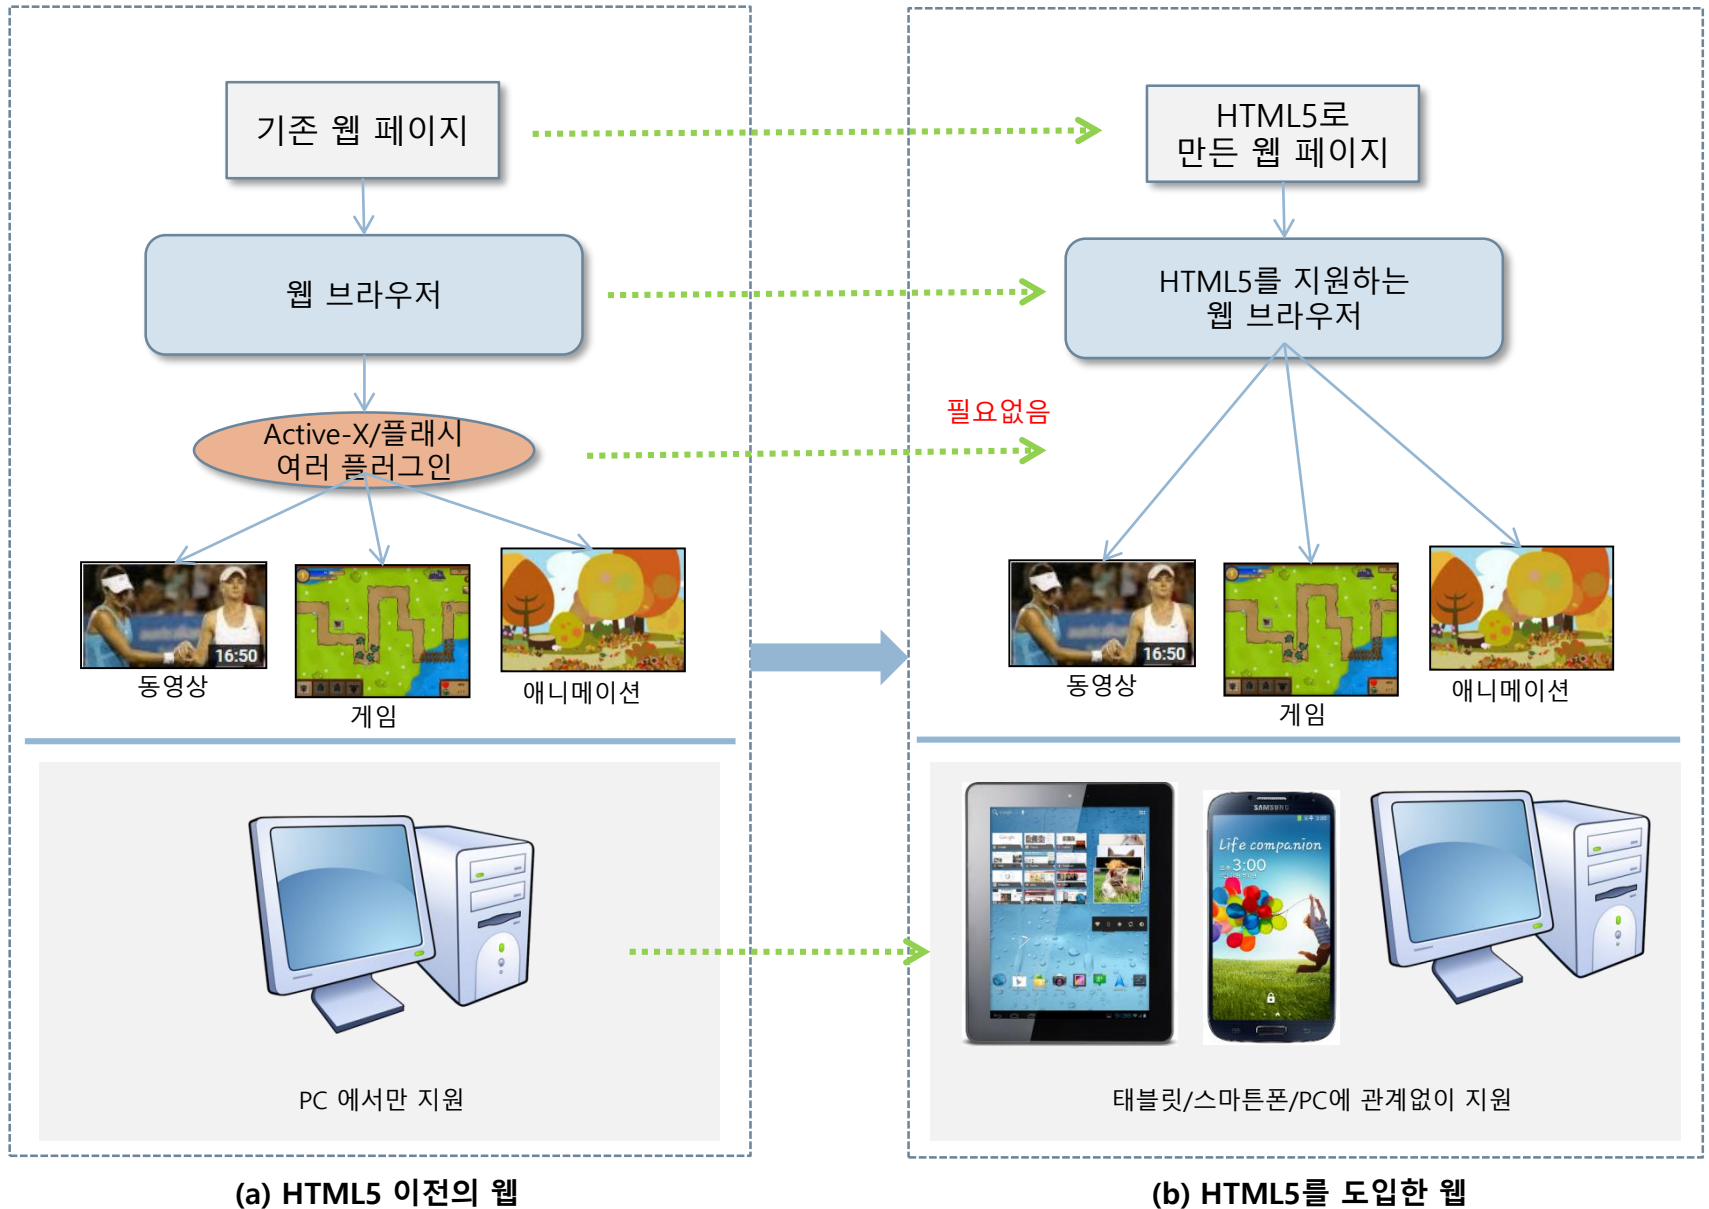 기존 웹 페이지
HTML5로
만든 웹 페이지
웹 브라우저
HTML5를 지원하는
웹 브라우저
필요없음
Active-X/플래시
여러 플러그인
16:50
동영상
게임
애니메이션
16:50
동영상
게임
애니메이션
SAMSUNG
Life companion
3:00
PC 에서만 지원
태블릿/스마튼폰/PC에 관계없이 지원
(a) HTML5 이전의 웹
(b) HTML5를 도입한 웹